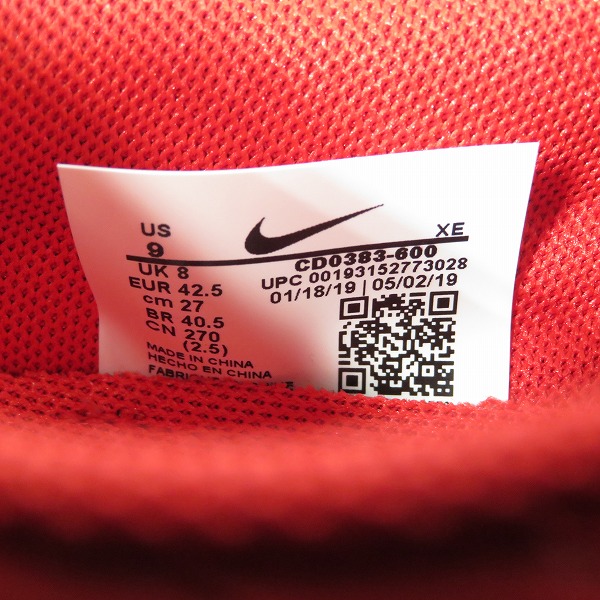 US
9
XE
UK 8
EUR 42.5
cm 27
BR 40.5
CN 270
(2.5)
MADE IN CHINA
HECHO EN CHINA
CD0383-600
UPC 00193152773028
01/18/19 | 05/02/19